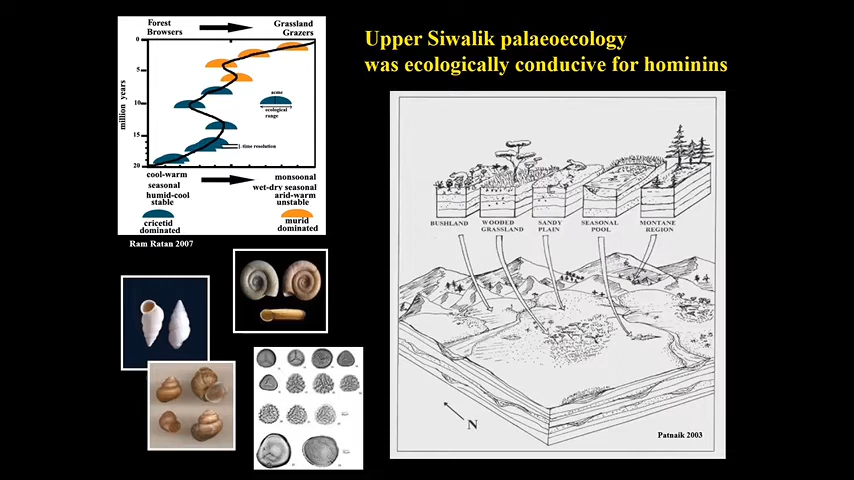 Upper Siwalik palaeoecology
was ecologically conducive for hominins
Forest
Browsers
Grassland
Grazers
0
5
10
15
20
million years
acme
ecological
range
time resolution
cool-warm
seasonal
humid-cool
stable
monsoonal
wet-dry seasonal
arid-warm
unstable
cricetid
dominated
murid
dominated
Ram Ratan 2007
BUSHLAND
WOODED
GRASSLAND
SANDY
PLAIN
SEASONAL
POOL
MONTANE
REGION
N
Patnaik 2003